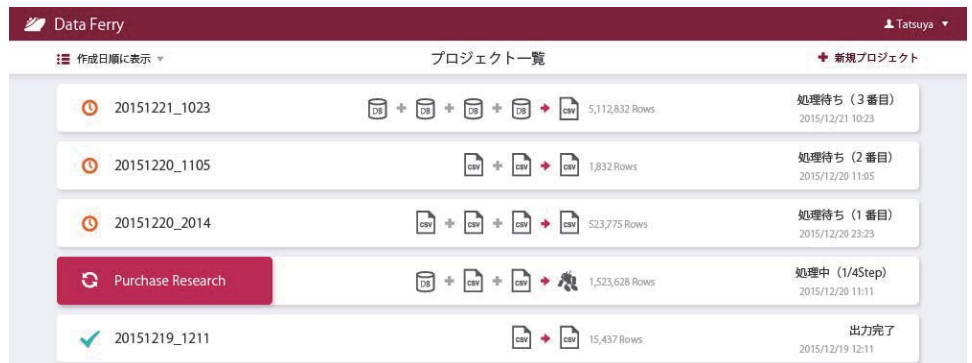 Data Ferry
Tatsuya
作成日順に表示
プロジェクト一覧
新規プロジェクト
20151221_1023
DB
DB
DB
DB
csv
5,112,832 Rows
処理待ち（3番目）
2015/12/21 10:23
20151220_1105
csv
csv
csv
1,832 Rows
処理待ち（2番目）
2015/12/20 11:05
20151220_2014
csv
csv
csv
csv
523,775 Rows
処理待ち（1番目）
2015/12/20 23:23
Purchase Research
DB
csv
csv
1,523,628 Rows
処理中（1/4Step）
2015/12/20 11:11
20151219_1211
csv
csv
15,437 Rows
出力完了
2015/12/19 12:11